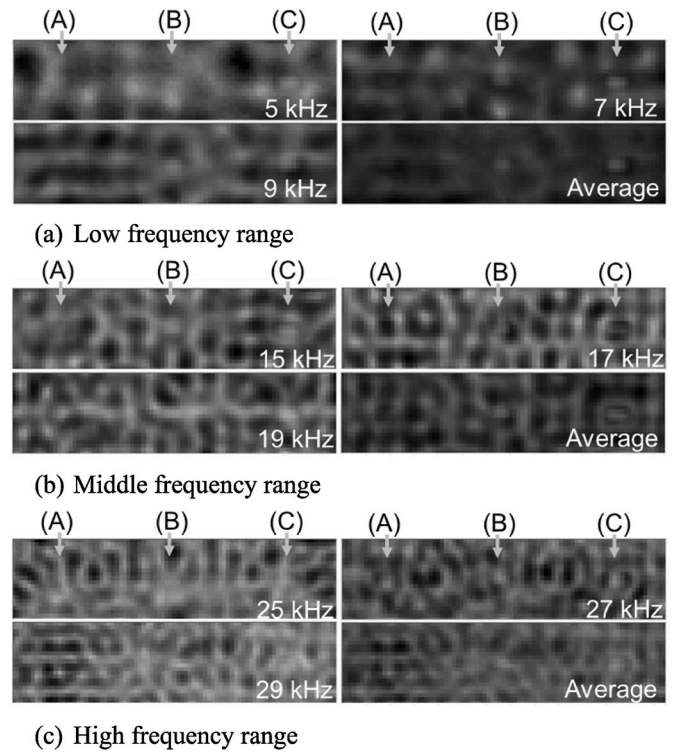 (A) (B) (C) (A) (B) (C)
5 kHz 7 kHz
9 kHz Average
(a) Low frequency range
(A) (B) (C) (A) (B) (C)
15 kHz 17 kHz
19 kHz Average
(b) Middle frequency range
(A) (B) (C) (A) (B) (C)
25 kHz 27 kHz
29 kHz Average
(c) High frequency range